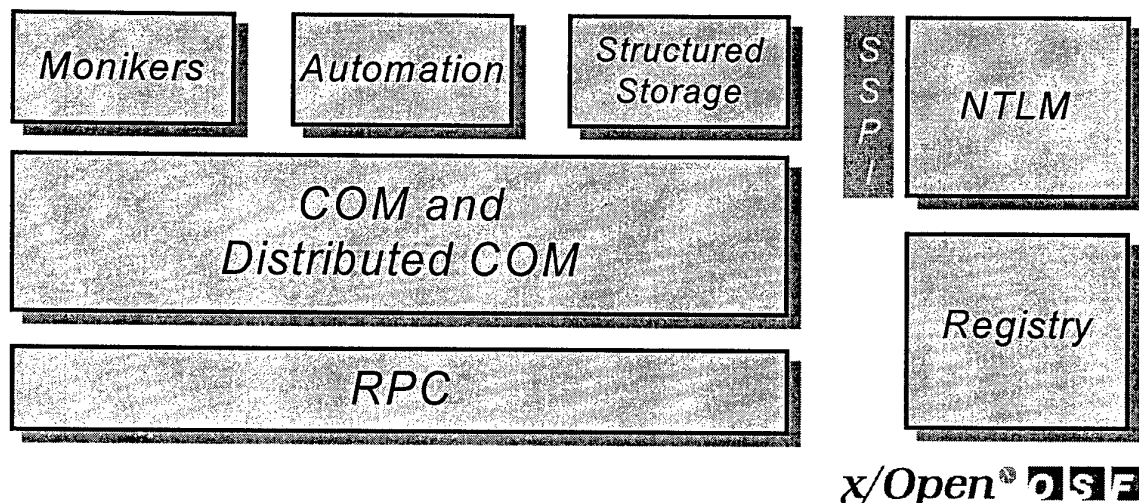 Monikers
Automation
Structured
Storage
S
S
P
I
NTLM
COM and
Distributed COM
Registry
RPC
x/Open® OSF